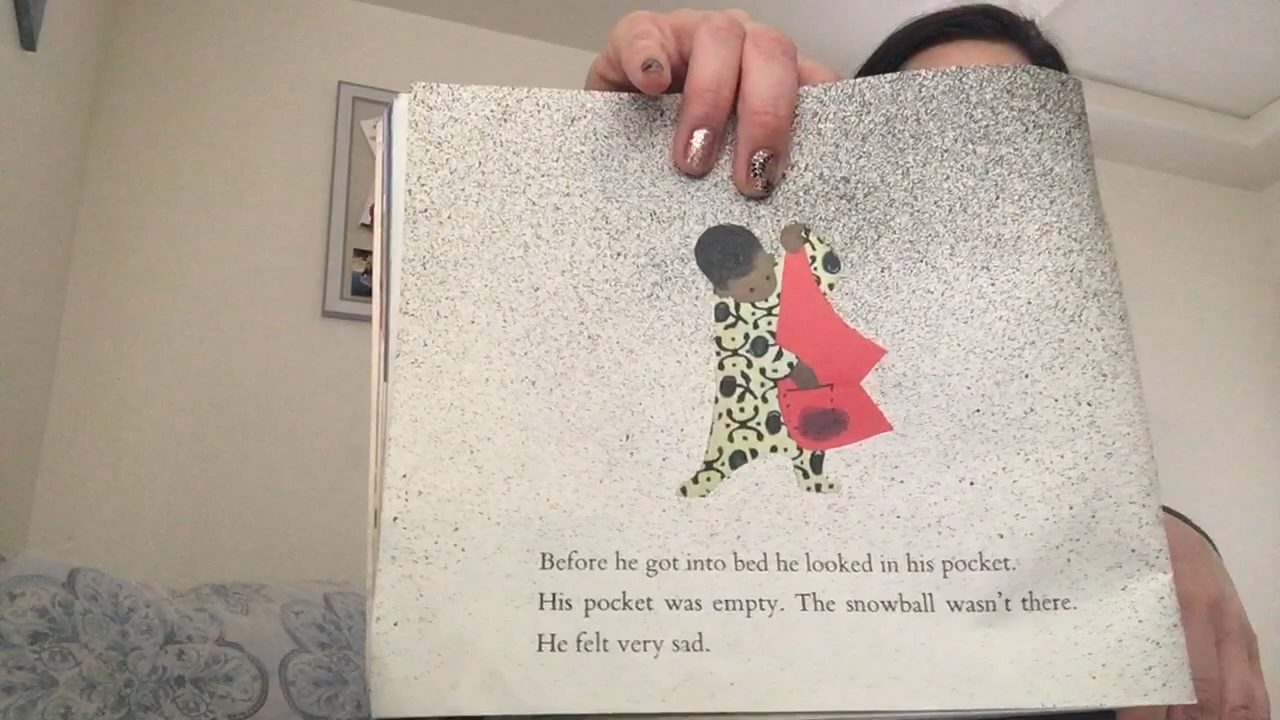 Before he got into bed he looked in his pocket.
His pocket was empty. The snowball wasn't there.
He felt very sad.